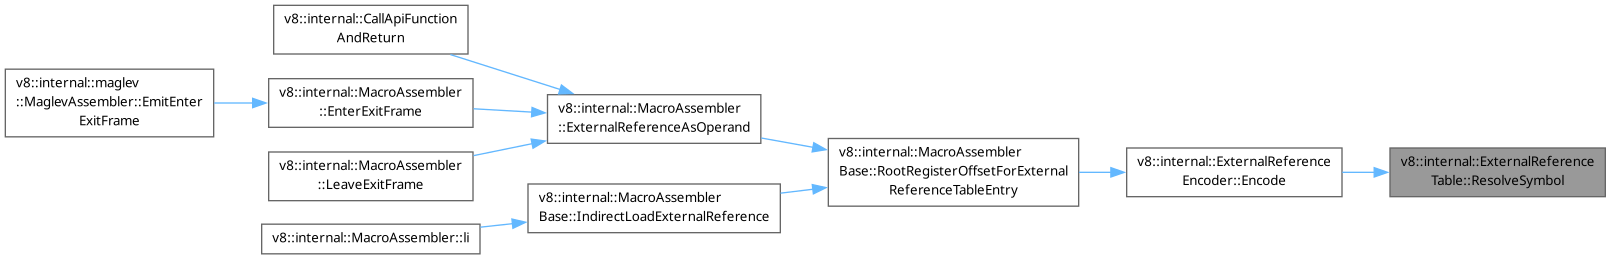 v8::internal::CallApiFunction
AndReturn
v8::internal::maglev
::MaglevAssembler::EmitEnter
ExitFrame
v8::internal::MacroAssembler
::EnterExitFrame
v8::internal::MacroAssembler
::LeaveExitFrame
v8::internal::MacroAssembler::li
v8::internal::MacroAssembler
::ExternalReferenceAsOperand
v8::internal::MacroAssembler
Base::IndirectLoadExternalReference
v8::internal::MacroAssembler
Base::RootRegisterOffsetForExternal
ReferenceTableEntry
v8::internal::ExternalReference
Encoder::Encode
v8::internal::ExternalReference
Table::ResolveSymbol